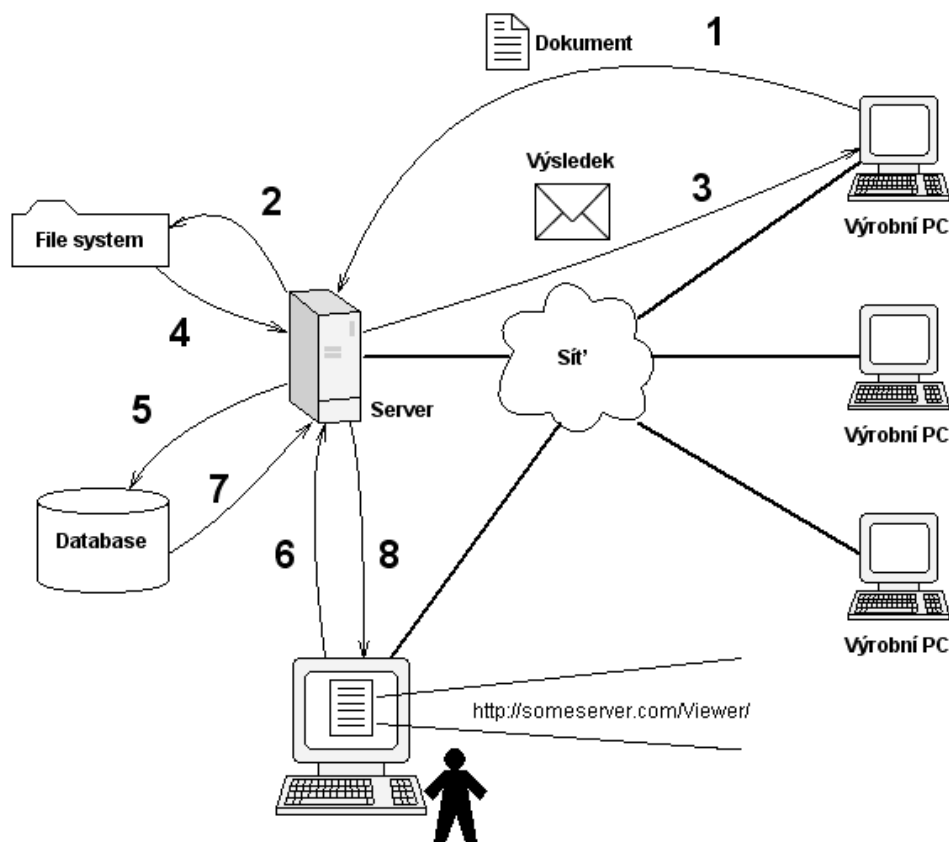 1
Dokument
Výsledek
3
2
Výrobní PC
File system
4
Síť
Server
5
Výrobní PC
7
Database
6
8
Výrobní PC
http://someserver.com/Viewer/